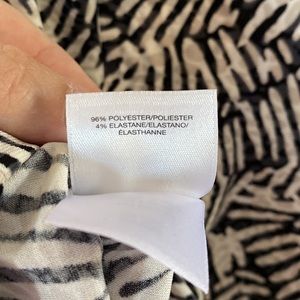 96% POLYESTER/POLIESTER
4% ELASTANE/ELASTANO/
ÉLASTHANNE